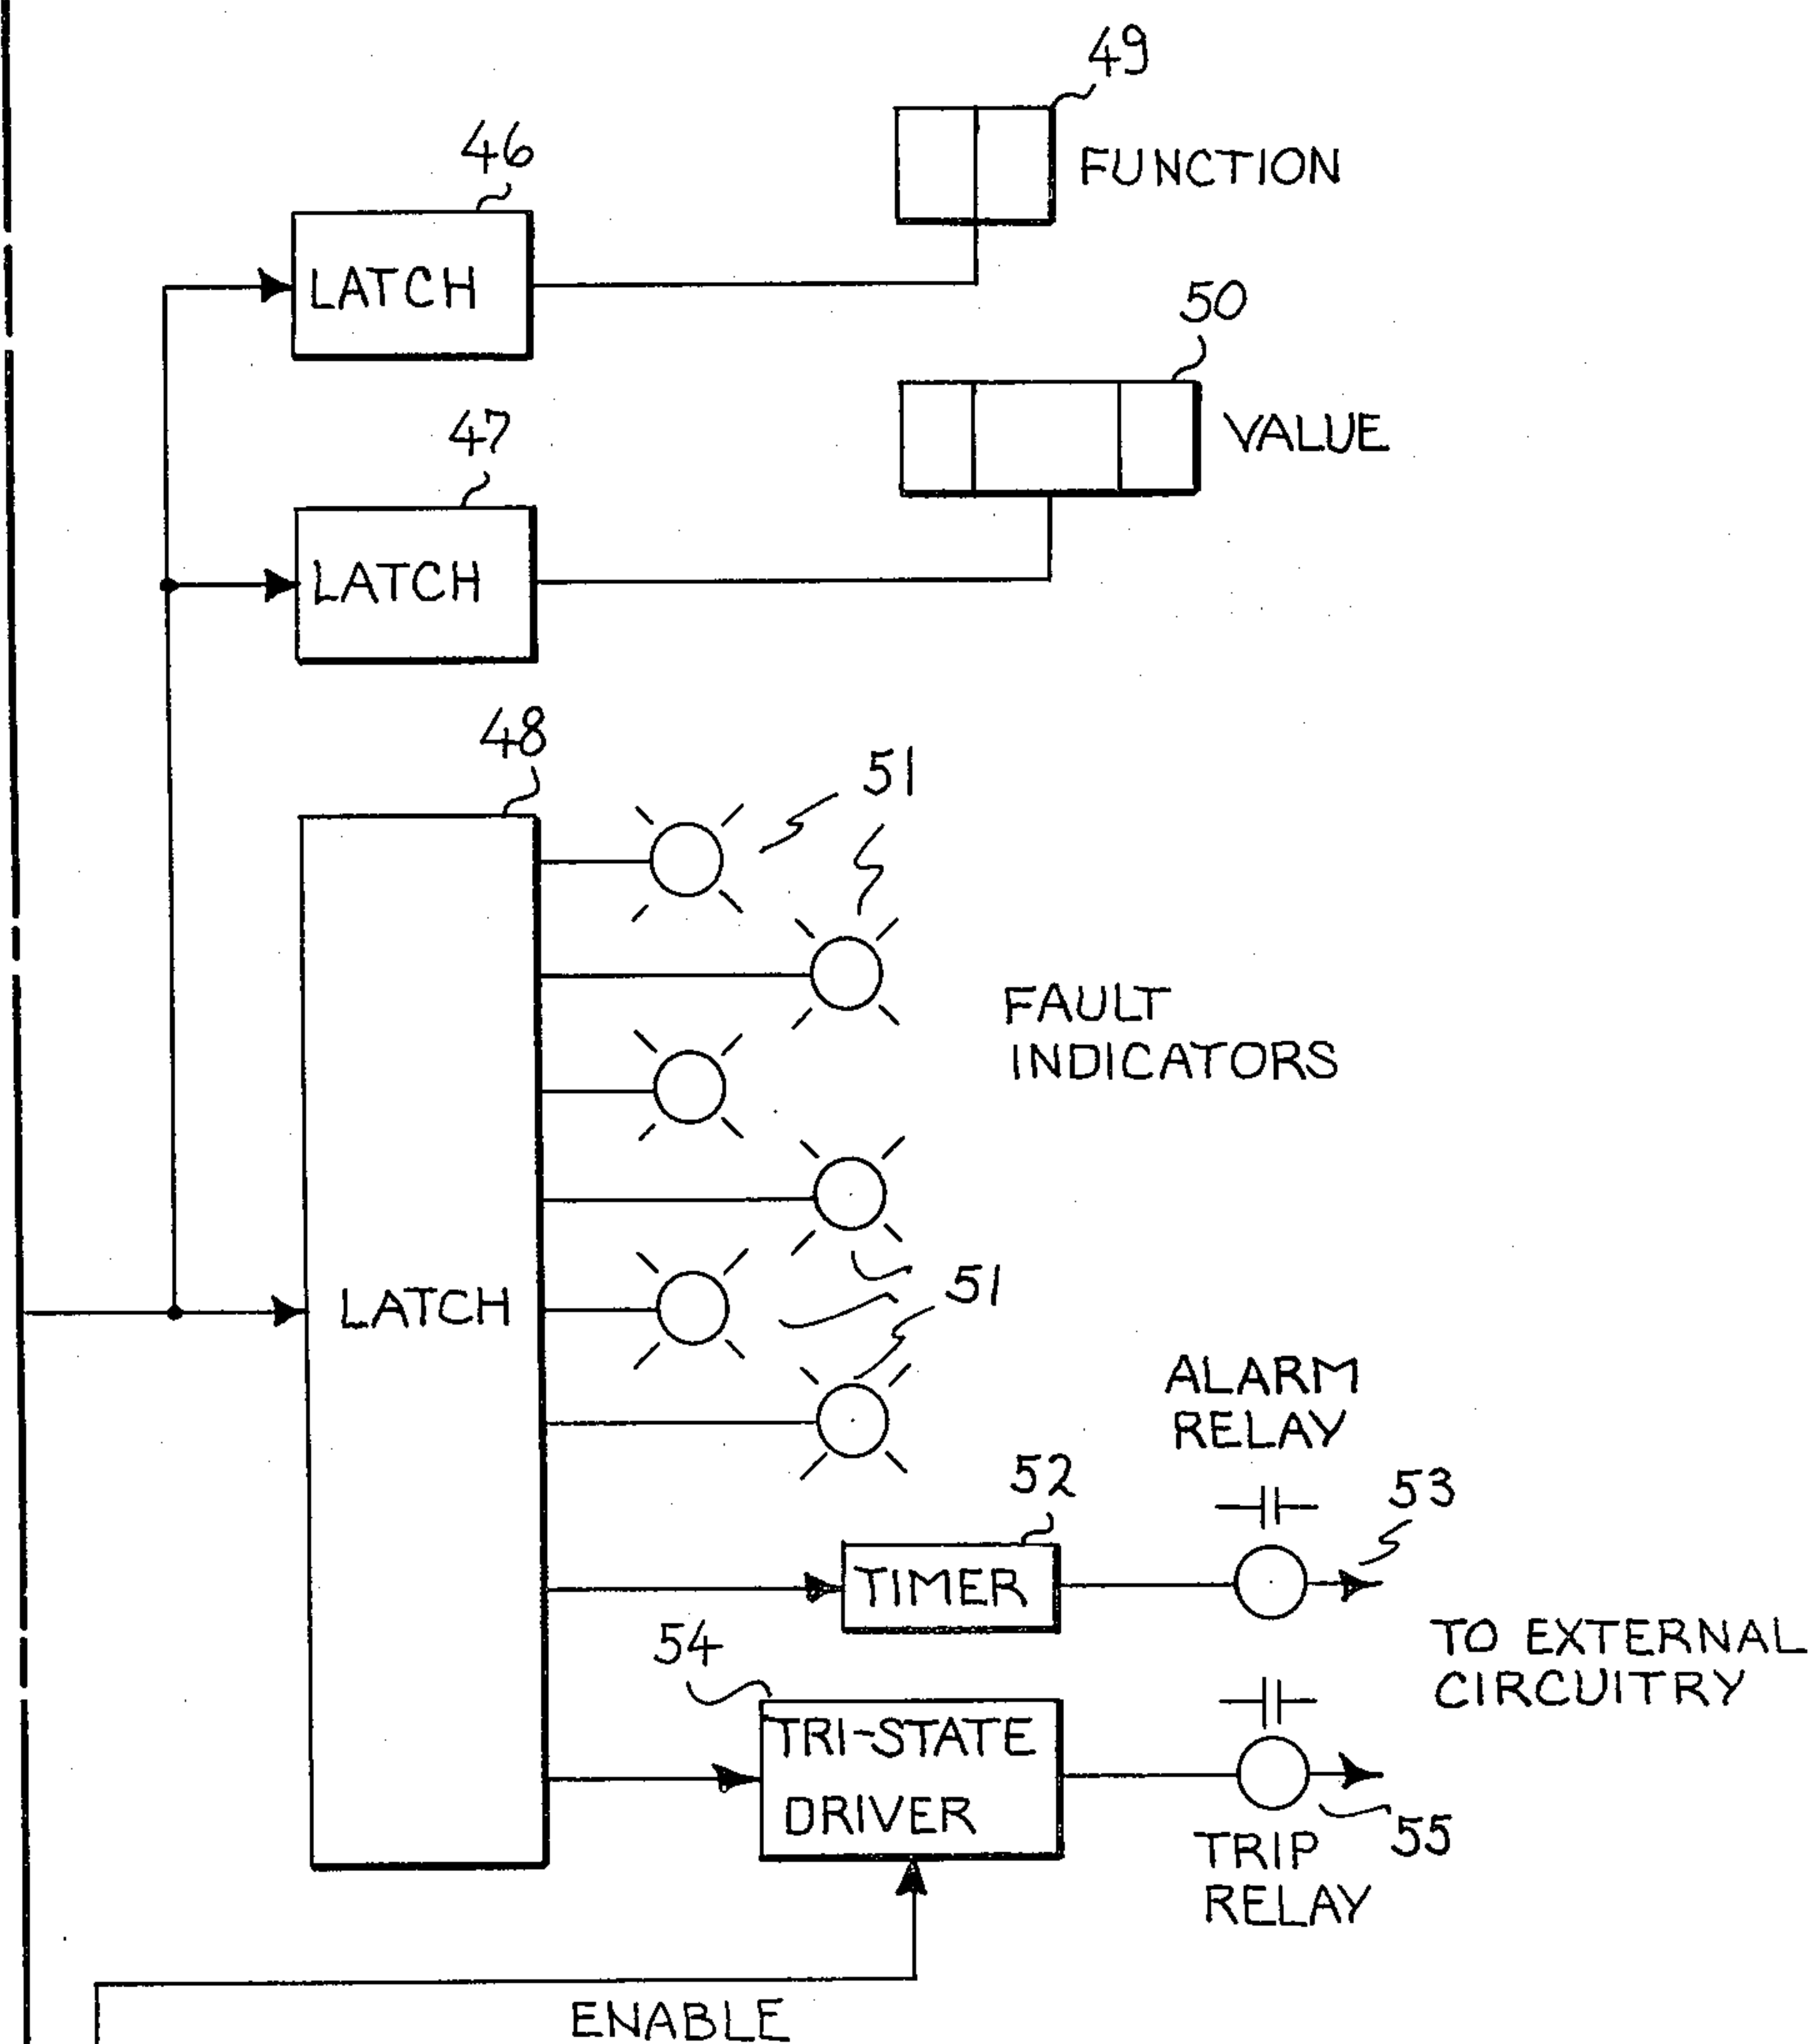 49
FUNCTION
46
LATCH
50
VALUE
47
LATCH
48
51
FAULT
INDICATORS
LATCH
51
51
ALARM
RELAY
52
53
TIMER
TO EXTERNAL
CIRCUITRY
54
TRI-STATE
DRIVER
55
TRIP
RELAY
ENABLE